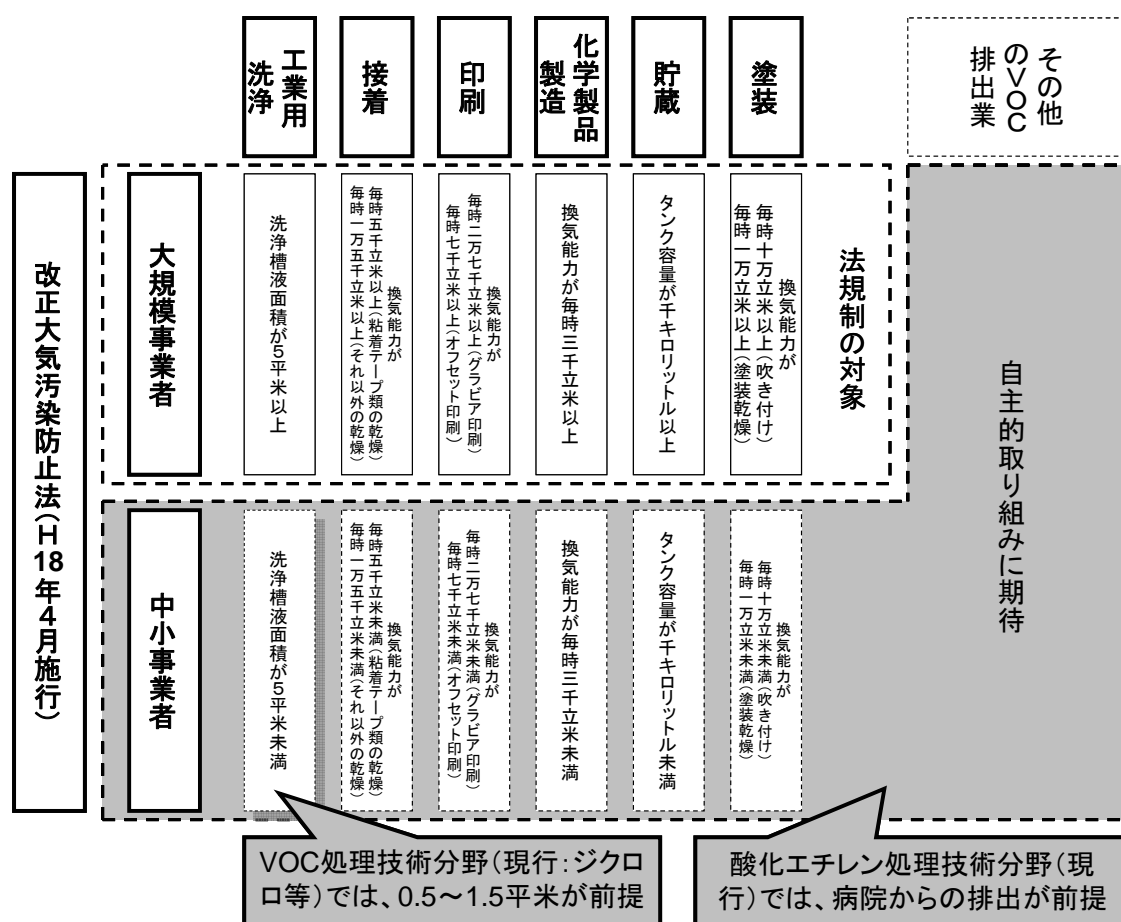 工業用
洗浄
接着
印刷
化学製品
製造
貯蔵
塗装
その他
のVOC
排出業
改正大気汚染防止法(H18年4月施行)
大規模事業者
洗浄槽液面積が5平米以上
換気能力が
毎時五千立米以上(粘着テープ類の乾燥)
毎時一万五千立米以上(それ以外の乾燥)
換気能力が
毎時二万七千立米以上(グラビア印刷)
毎時七千立米以上(オフセット印刷)
換気能力が毎時三千立米以上
タンク容量が千キロリットル以上
換気能力が
毎時十万立米以上(吹き付け)
毎時一万立米以上(塗装乾燥)
法規制の対象
自主的取り組みに期待
中小事業者
洗浄槽液面積が5平米未満
換気能力が
毎時五千立米未満(粘着テープ類の乾燥)
毎時一万五千立米未満(それ以外の乾燥)
換気能力が
毎時二万七千立米未満(グラビア印刷)
毎時七千立米未満(オフセット印刷)
換気能力が毎時三千立米未満
タンク容量が千キロリットル未満
換気能力が
毎時十万立米未満(吹き付け)
毎時一万立米未満(塗装乾燥)
VOC処理技術分野(現行:ジクロ
ロ等)では、0.5~1.5平米が前提
酸化エチレン処理技術分野(現
行)では、病院からの排出が前提